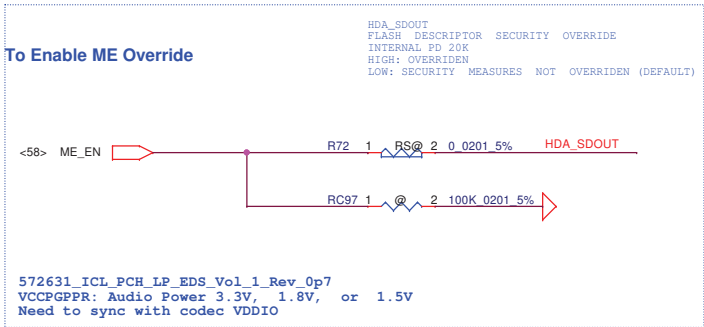 HDA_SDOUT
FLASH DESCRIPTOR SECURITY OVERRIDE
INTERNAL PD 20K
HIGH: OVERRIDEN
LOW: SECURITY MEASURES NOT OVERRIDEN (DEFAULT)
To Enable ME Override
<58> ME_EN
R72 1 RS@ 2 0_0201_5% HDA_SDOUT
RC97 1 @ 2 100K_0201_5%
572631_ICL_PCH_LP_EDS_Vol_1_Rev_0p7
VCCPGPPR: Audio Power 3.3V, 1.8V, or 1.5V
Need to sync with codec VDDIO